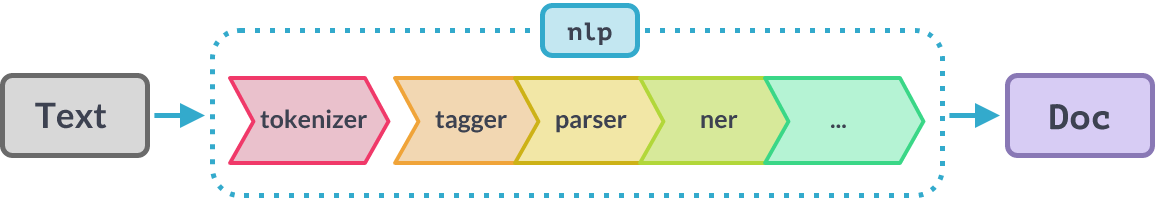 nlp
Text
tokenizer
tagger
parser
ner
...
Doc